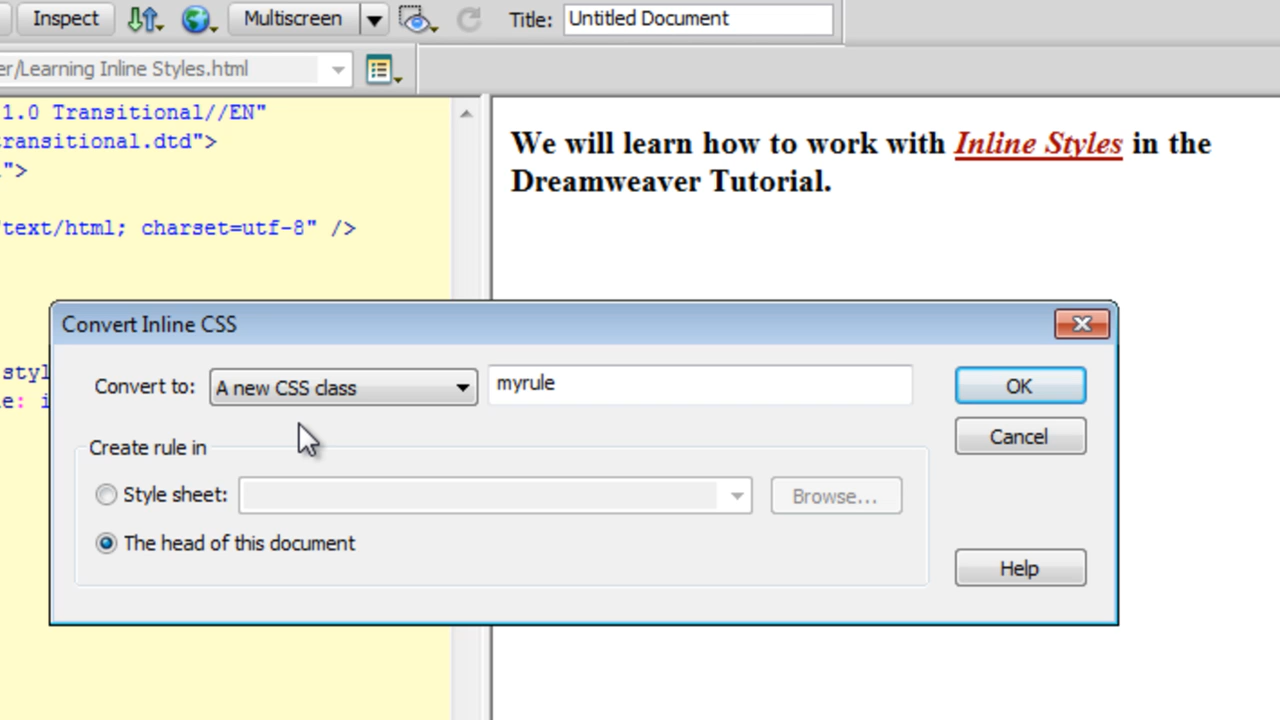 Inspect Multiscreen Title: Untitled Document
er/Learning Inline Styles.html
1.0 Transitional//EN"
ransitional.dtd">
">
"text/html; charset=utf-8" />
styl
e: i
We will learn how to work with Inline Styles in the
Dreamweaver Tutorial.
Convert Inline CSS
Convert to: A new CSS class myrule OK
Cancel
Create rule in
Style sheet: Browse...
The head of this document
Help